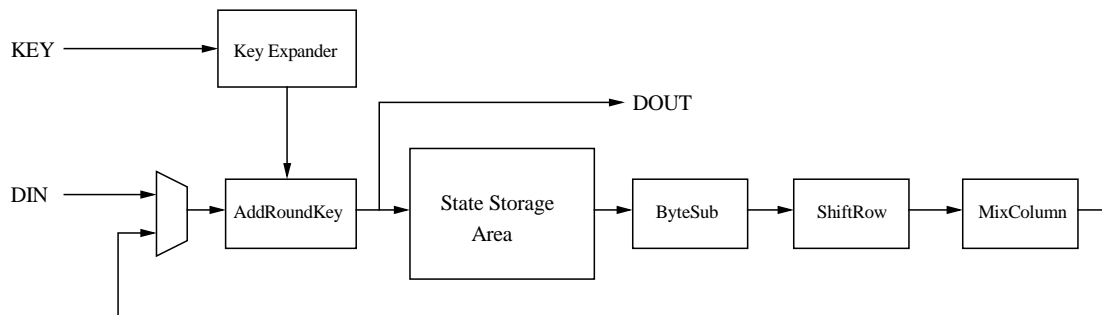 KEY
Key Expander
DOUT
DIN
AddRoundKey
State Storage
Area
ByteSub
ShiftRow
MixColumn